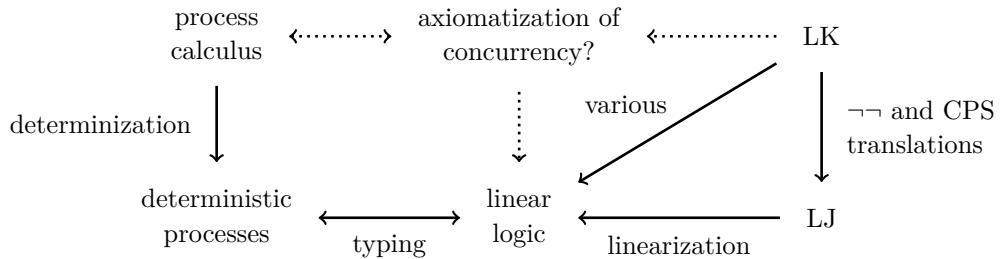 process
calculus
axiomatization of
concurrency?
LK
various
determinization
¬¬ and CPS
translations
deterministic
processes
linear
logic
LJ
typing
linearization